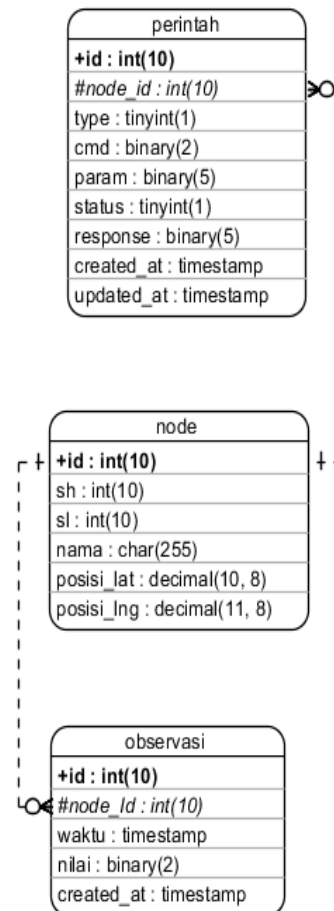 perintah
+id : int(10)
#node_id : int(10)
type : tinyint(1)
cmd : binary(2)
param : binary(5)
status : tinyint(1)
response : binary(5)
created_at : timestamp
updated_at : timestamp
node
+id : int(10)
sh : int(10)
sl : int(10)
nama : char(255)
posisi_lat : decimal(10, 8)
posisi_lng : decimal(11, 8)
observasi
+id : int(10)
#node_Id : int(10)
waktu : timestamp
nilai : binary(2)
created_at : timestamp